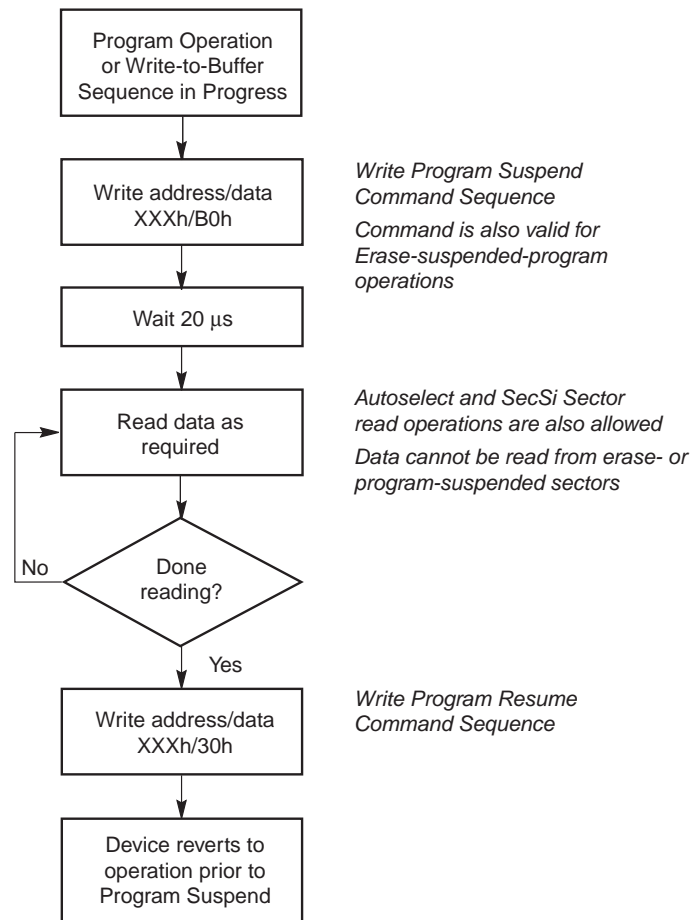 Program Operation
or Write-to-Buffer
Sequence in Progress
Write address/data
XXXh/B0h
Write Program Suspend
Command Sequence
Command is also valid for
Erase-suspended-program
operations
Wait 20 μs
Read data as
required
Autoselect and SecSi Sector
read operations are also allowed
Data cannot be read from erase- or
program-suspended sectors
No
Done
reading?
Yes
Write address/data
XXXh/30h
Write Program Resume
Command Sequence
Device reverts to
operation prior to
Program Suspend